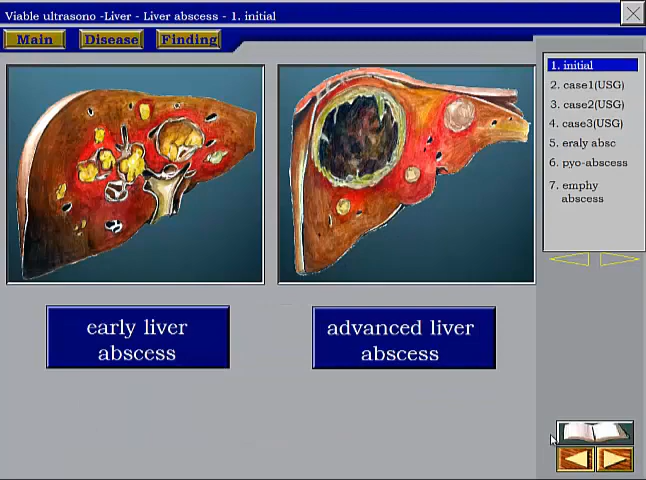 Viable ultrasono -Liver - Liver abscess - 1. initial
Main Disease Finding
1. initial
2. case1(USG)
3. case2(USG)
4. case3(USG)
5. eraly absc
6. pyo-abscess
7. emphy
abscess
early liver
abscess
advanced liver
abscess